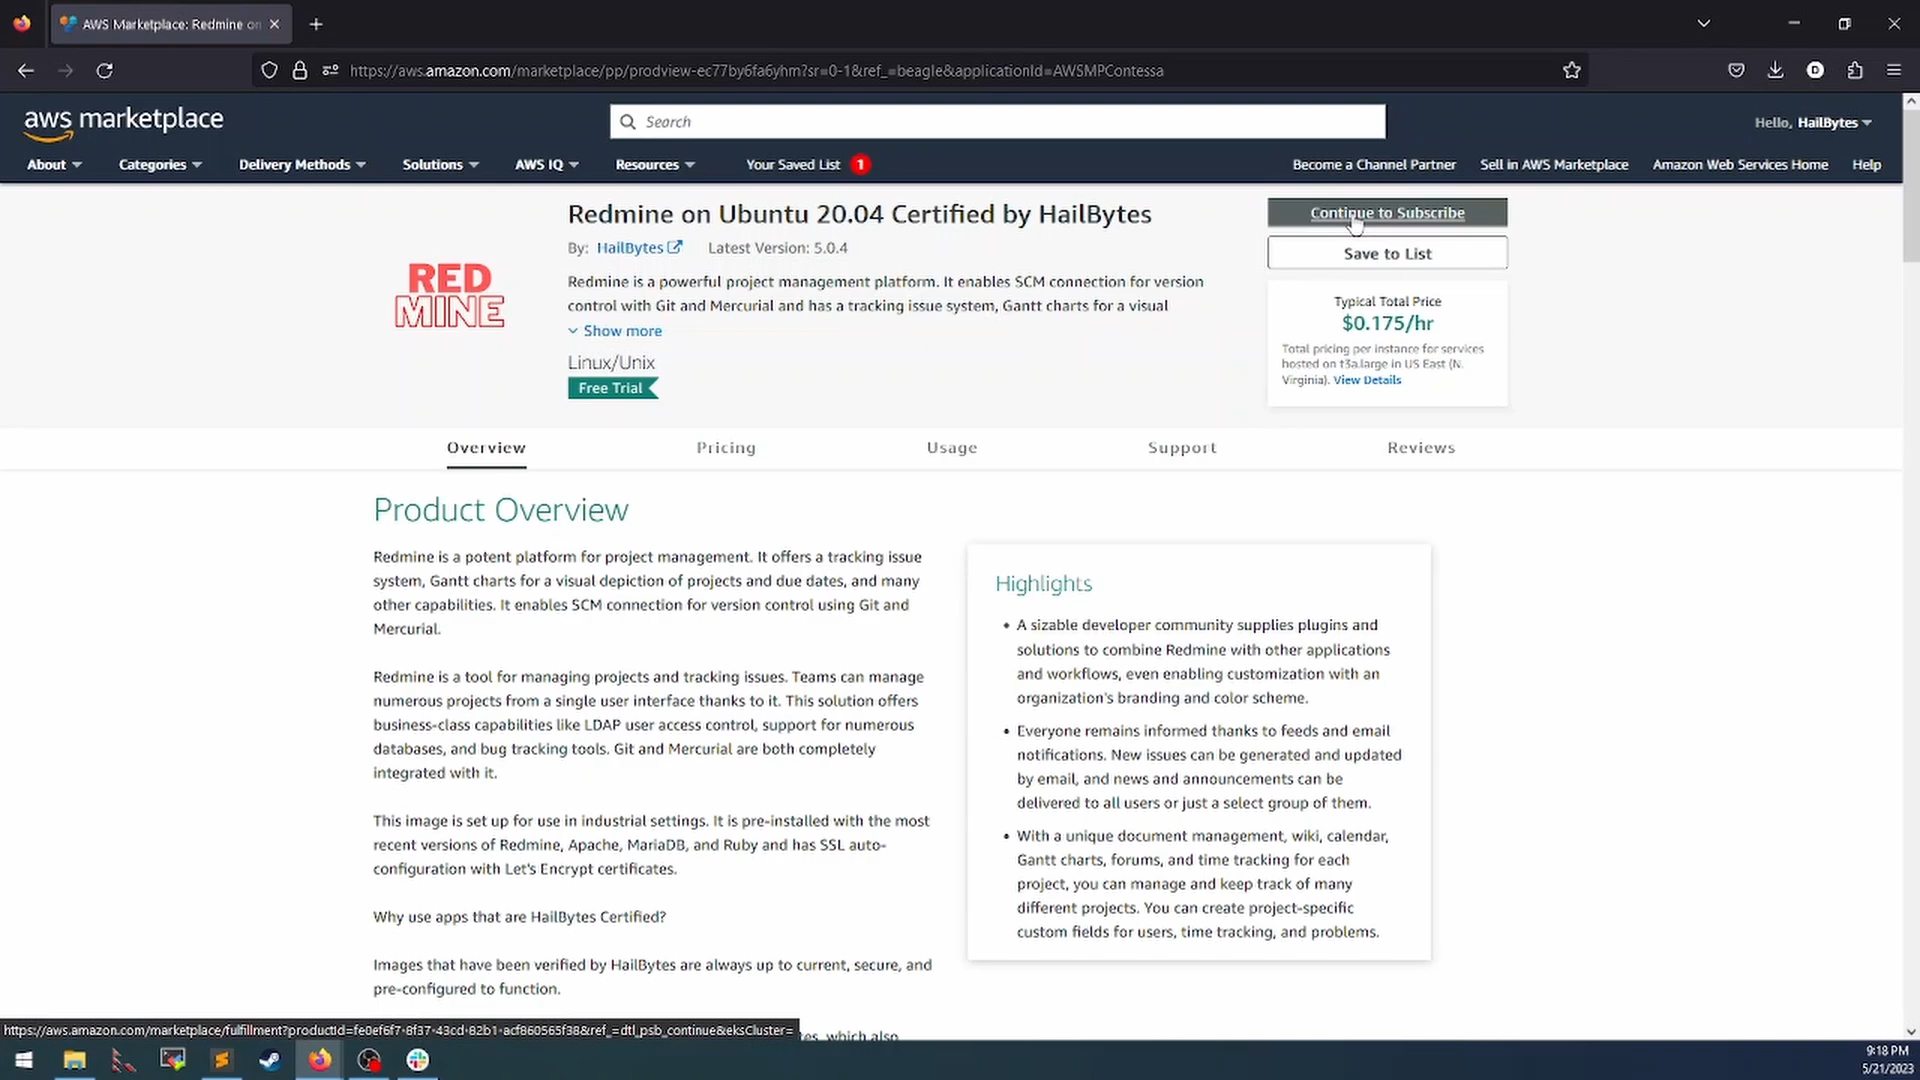 AWS Marketplace: Redmine on
https://aws.amazon.com/marketplace/pp/prodview-ec77by6fa6yhm?sr=0-1&ref_=beagle&applicationId=AWSMPContessa
D
aws marketplace
Search
Hello, HailBytes
About
Categories
Delivery Methods
Solutions
AWS IQ
Resources
Your Saved List 1
Become a Channel Partner
Sell in AWS Marketplace
Amazon Web Services Home
Help
RED
MINE
Redmine on Ubuntu 20.04 Certified by HailBytes
By: HailBytes Latest Version: 5.0.4
Redmine is a powerful project management platform. It enables SCM connection for version
control with Git and Mercurial and has a tracking issue system, Gantt charts for a visual
Show more
Linux/Unix
Free Trial
Continue to Subscribe
Save to List
Typical Total Price
$0.175/hr
Total pricing per instance for services
hosted on t3a.large in US East (N.
Virginia). View Details
Overview
Pricing
Usage
Support
Reviews
Product Overview
Redmine is a potent platform for project management. It offers a tracking issue
system, Gantt charts for a visual depiction of projects and due dates, and many
other capabilities. It enables SCM connection for version control using Git and
Mercurial.
Redmine is a tool for managing projects and tracking issues. Teams can manage
numerous projects from a single user interface thanks to it. This solution offers
business-class capabilities like LDAP user access control, support for numerous
databases, and bug tracking tools. Git and Mercurial are both completely
integrated with it.
This image is set up for use in industrial settings. It is pre-installed with the most
recent versions of Redmine, Apache, MariaDB, and Ruby and has SSL auto-
configuration with Let's Encrypt certificates.
Why use apps that are HailBytes Certified?
Images that have been verified by HailBytes are always up to current, secure, and
pre-configured to function.
Highlights
• A sizable developer community supplies plugins and
solutions to combine Redmine with other applications
and workflows, even enabling customization with an
organization's branding and color scheme.
• Everyone remains informed thanks to feeds and email
notifications. New issues can be generated and updated
by email, and news and announcements can be
delivered to all users or just a select group of them.
• With a unique document management, wiki, calendar,
Gantt charts, forums, and time tracking for each
project, you can manage and keep track of many
different projects. You can create project-specific
custom fields for users, time tracking, and problems.
https://aws.amazon.com/marketplace/fulfillment?productId=fe0ef6f7-8f37-43cd-82b1-acf860565f38&ref_=dtl_psb_continue&eksCluster=
tes, which also
9:18 PM
5/21/2023